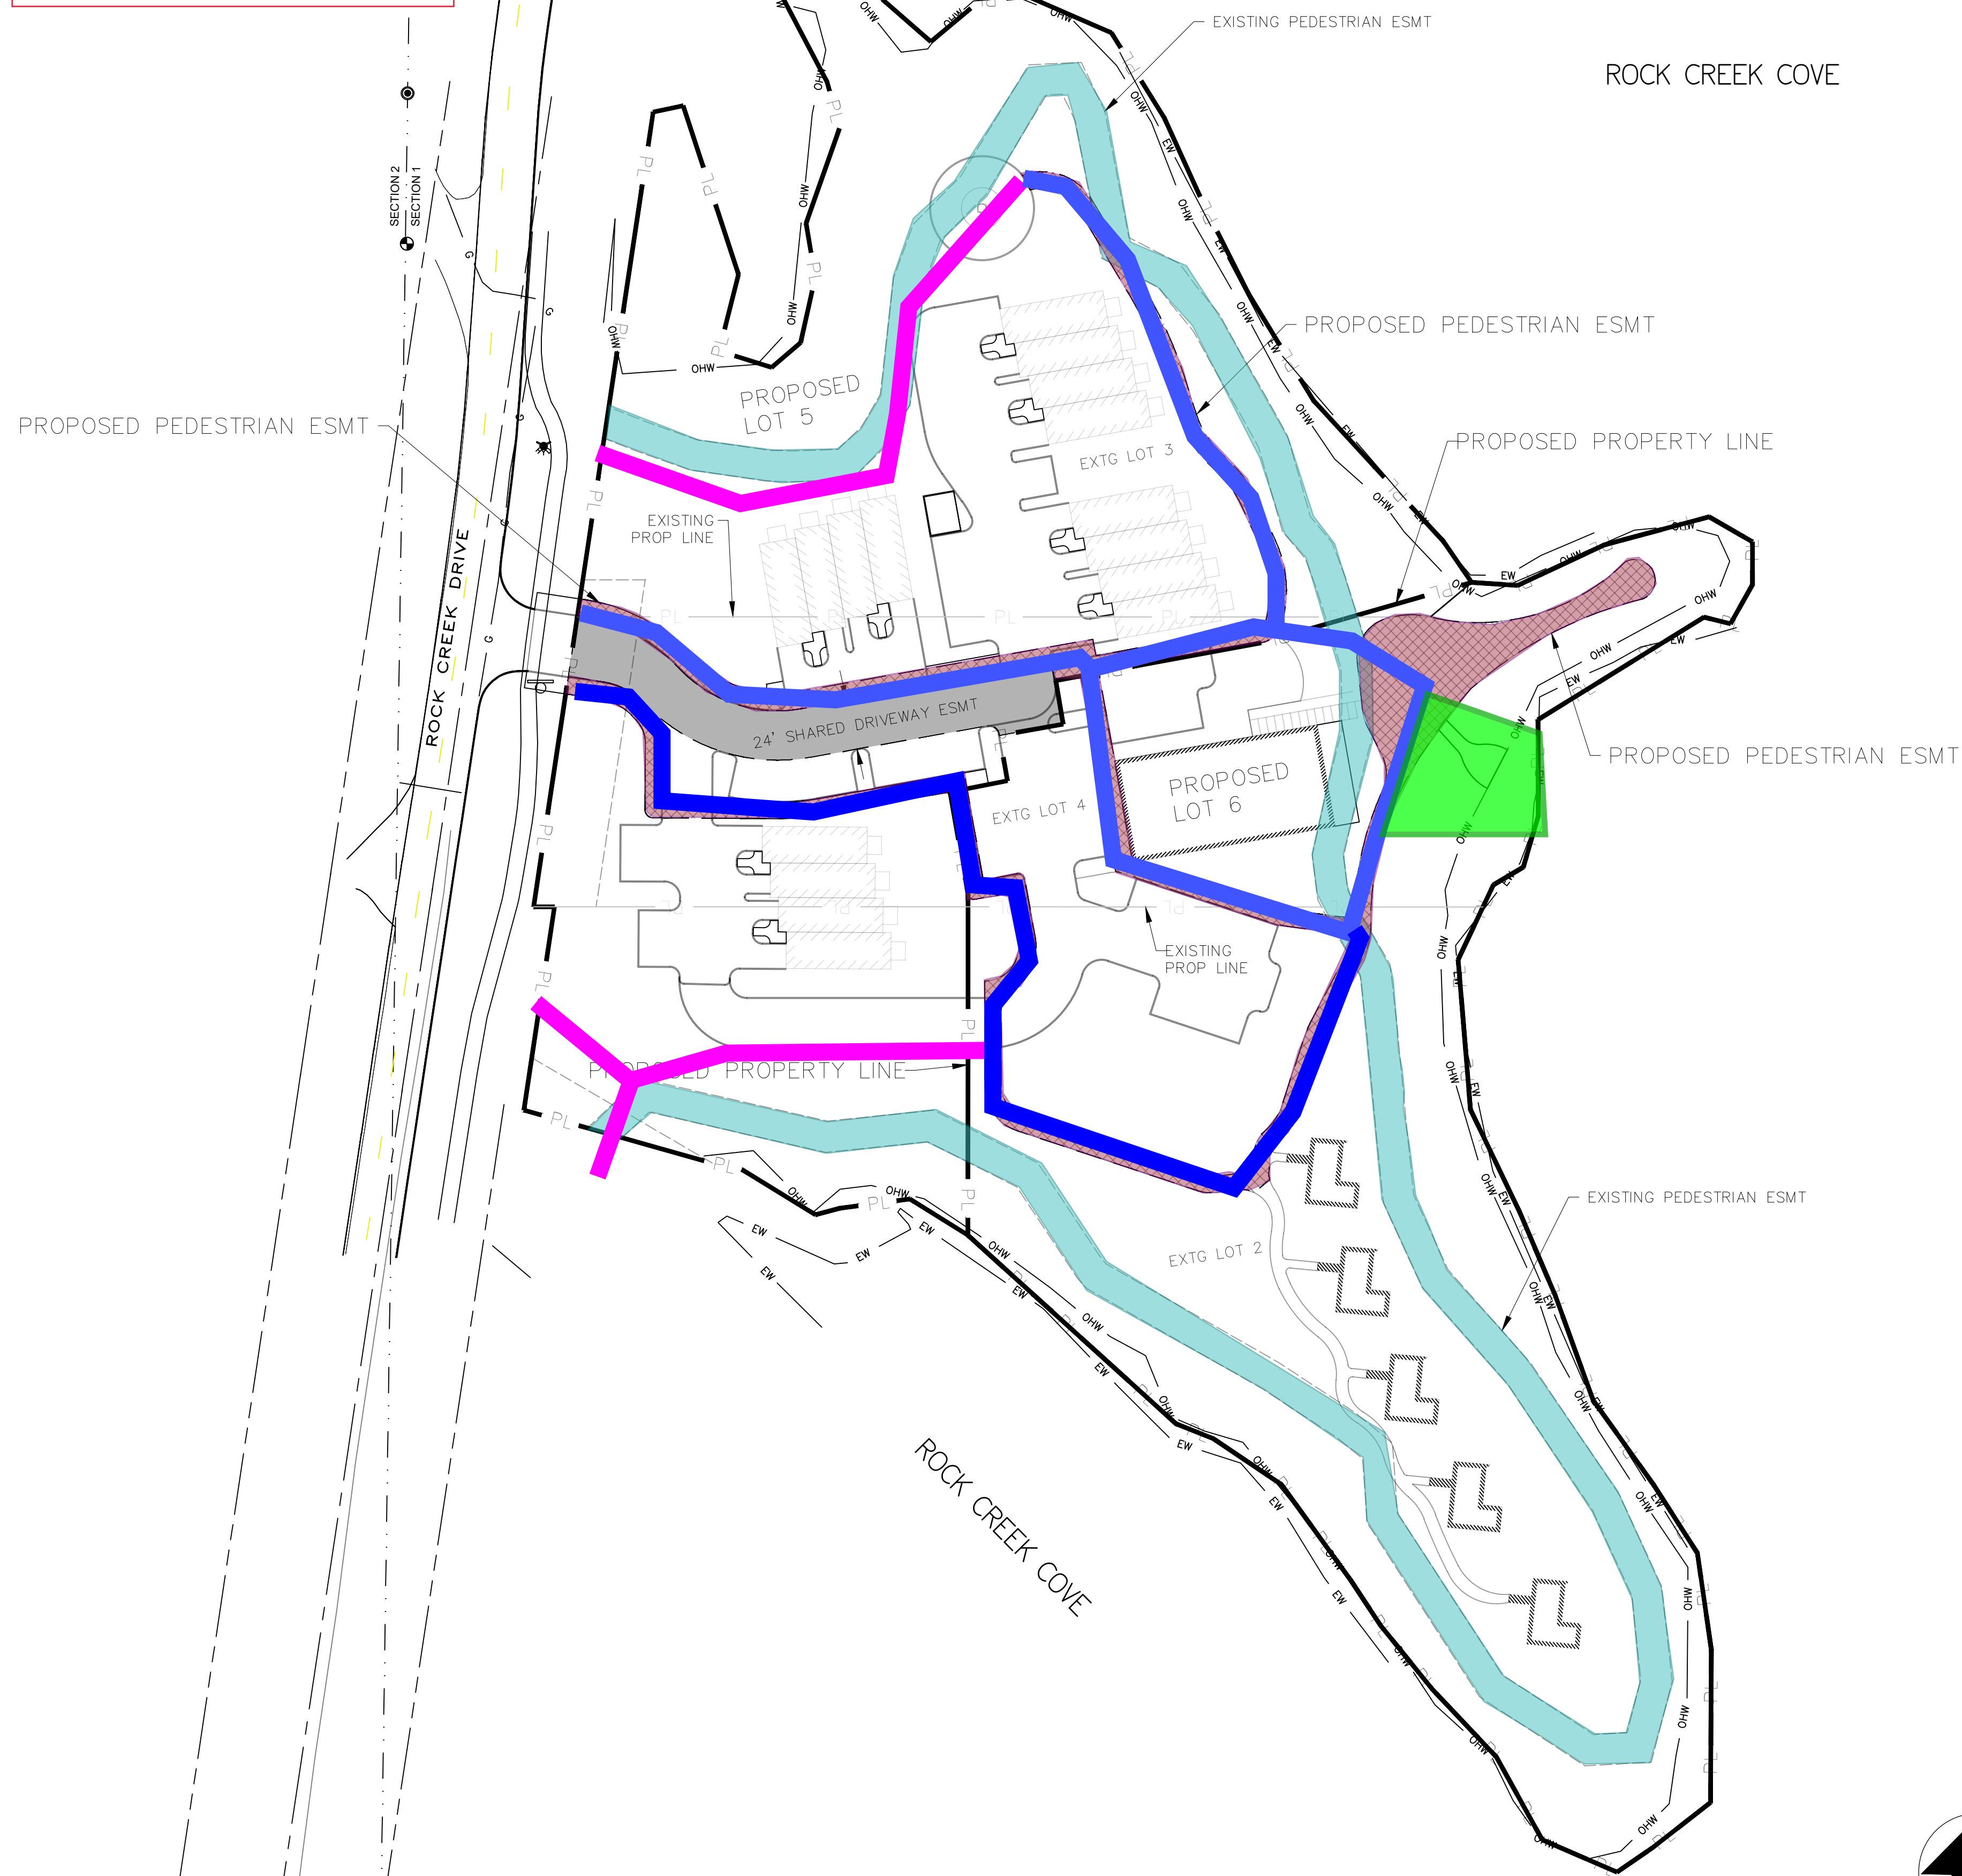 EXISTING PEDESTRIAN ESMT
ROCK CREEK COVE
SECTION 2
SECTION 1
PROPOSED PEDESTRIAN ESMT
PROPOSED
LOT 5
PROPOSED PEDESTRIAN ESMT
EXTG LOT 3
PROPOSED PROPERTY LINE
EXISTING
PROP LINE
ROCK CREEK DRIVE
24' SHARED DRIVEWAY ESMT
PROPOSED
LOT 6
PROPOSED PEDESTRIAN ESMT
EXTG LOT 4
EXISTING
PROP LINE
PROPOSED PROPERTY LINE
EXISTING PEDESTRIAN ESMT
EXTG LOT 2
ROCK CREEK COVE
PL
OHW
EW
G